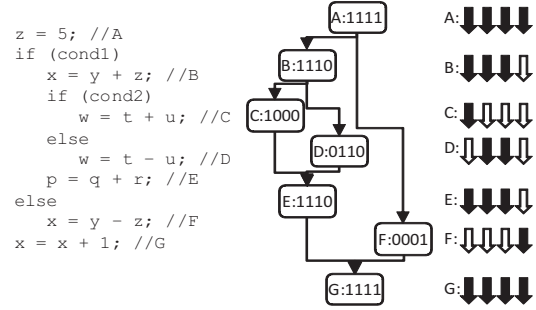 z = 5; //A
if (cond1)
x = y + z; //B
if (cond2)
w = t + u; //C
else
w = t - u; //D
p = q + r; //E
else
x = y - z; //F
x = x + 1; //G
A:1111
B:1110
C:1000
D:0110
E:1110
F:0001
G:1111
A:
B:
C:
D:
E:
F:
G: